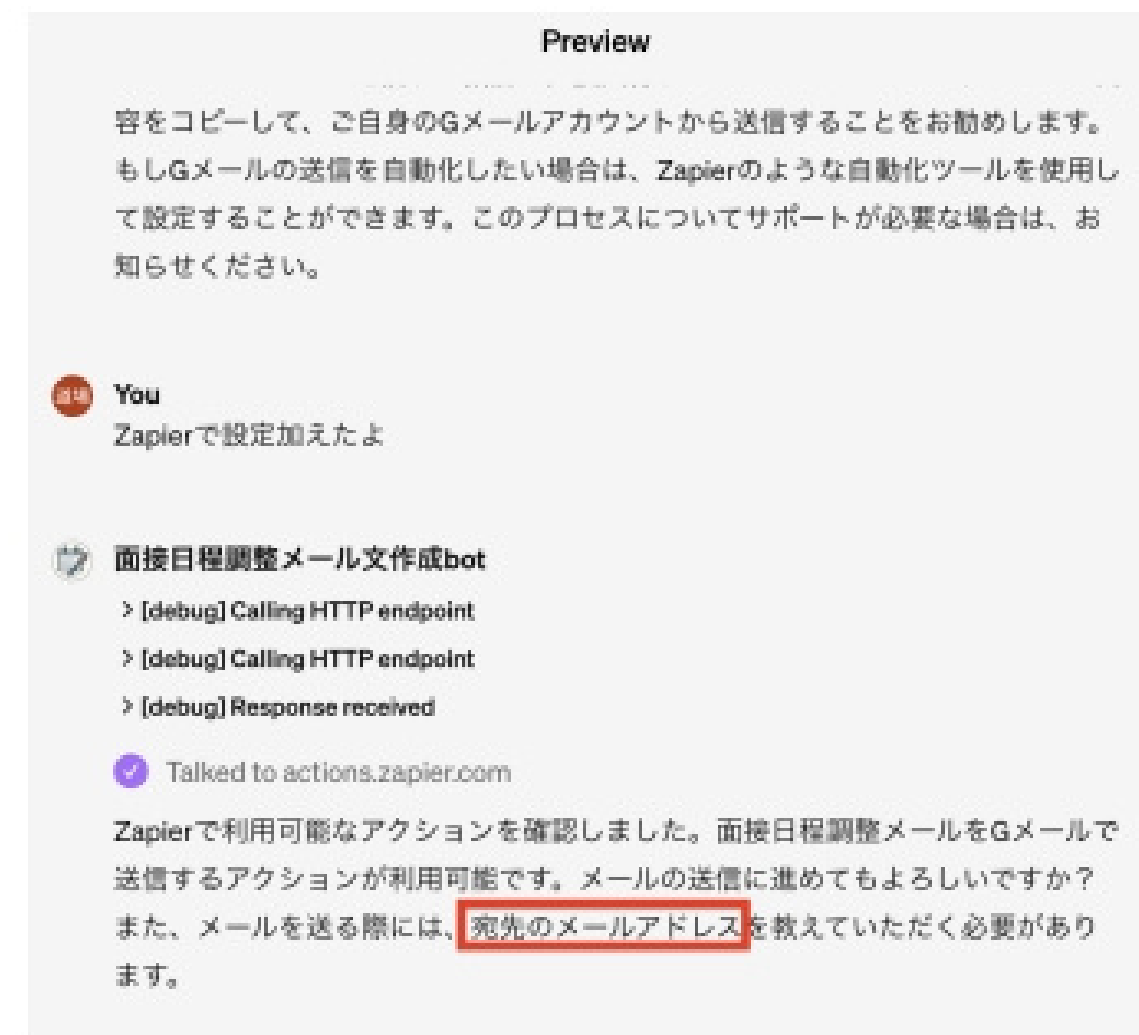 Preview
容をコピーして、ご自身のGメールアカウントから送信することをお勧めします。
もしGメールの送信を自動化したい場合は、Zapierのような自動化ツールを使用し
て設定することができます。このプロセスについてサポートが必要な場合は、お
知らせください。
You
Zapierで設定加えたよ
面接日程調整メール文作成bot
> [debug] Calling HTTP endpoint
> [debug] Calling HTTP endpoint
> [debug] Response received
Talked to actions.zapier.com
Zapierで利用可能なアクションを確認しました。面接日程調整メールをGメールで
送信するアクションが利用可能です。メールの送信に進めてもよろしいですか？
また、メールを送る際には、宛先のメールアドレスを教えていただく必要があり
ます。